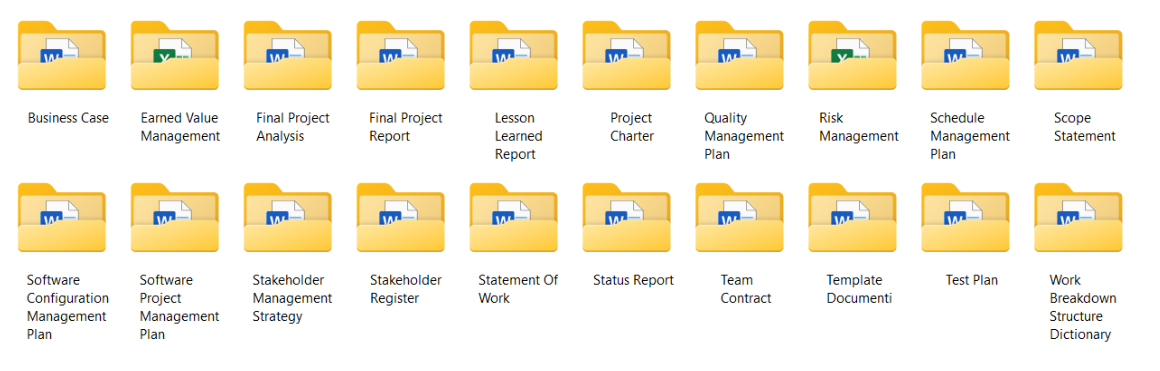 Business Case
Earned Value
Management
Final Project
Analysis
Final Project
Report
Lesson
Learned
Report
Project
Charter
Quality
Management
Plan
Risk
Management
Schedule
Management
Plan
Scope
Statement
Software
Configuration
Management
Plan
Software
Project
Management
Plan
Stakeholder
Management
Strategy
Stakeholder
Register
Statement Of
Work
Status Report
Team
Contract
Template
Documenti
Test Plan
Work
Breakdown
Structure
Dictionary